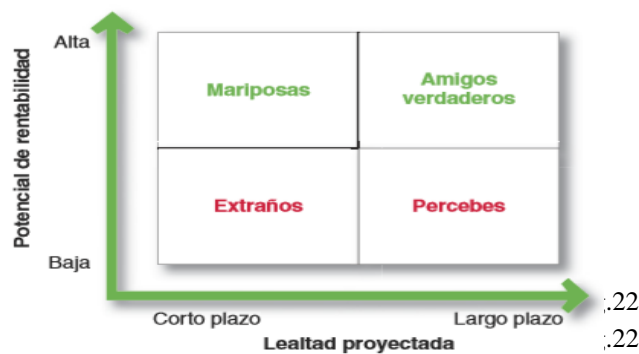 Potencial de rentabilidad
Alta
Mariposas
Amigos
verdaderos
Extraños
Percebes
Baja
Corto plazo
Largo plazo
Lealtad proyectada
.22
.22